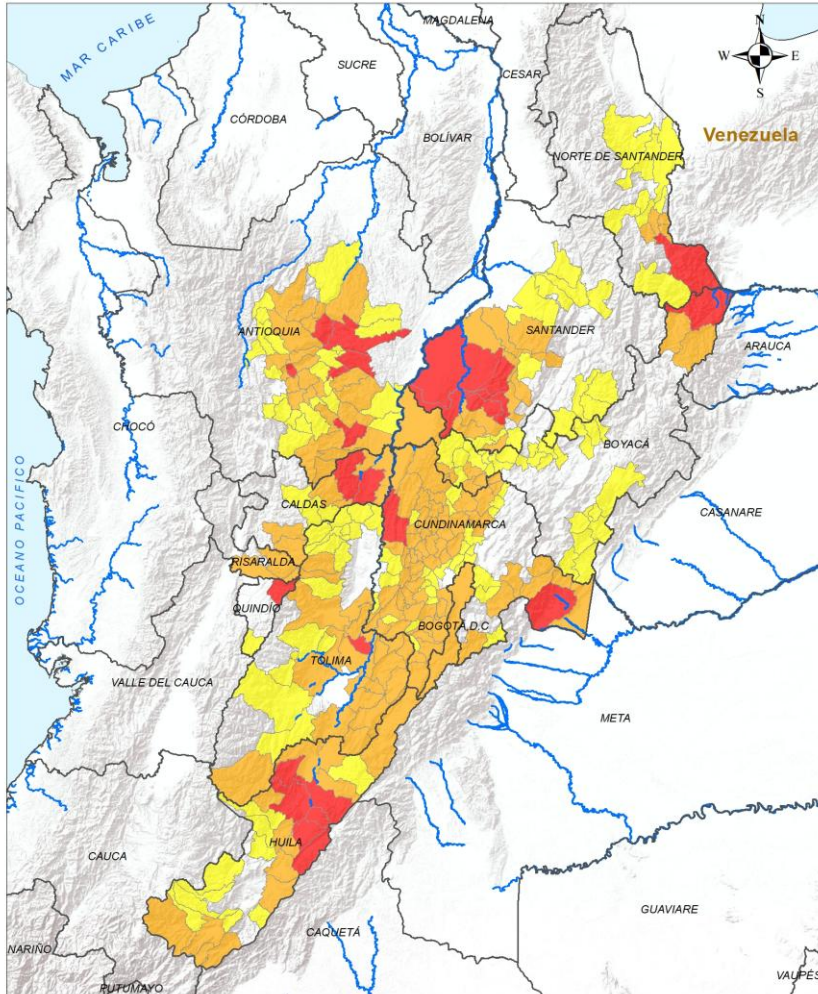 MAGDALENA
N
W E
S
MAR CARIBE
SUCRE
CESAR
CÓRDOBA
BOLÍVAR
Venezuela
NORTE DE SANTANDER
ANTIOQUIA
SANTANDER
ARAUCA
CHOCÓ
BOYACÁ
OCEANO PACIFICO
CALDAS
CUNDINAMARCA
CASANARE
RISARALDA
QUINDÍO
BOGOTÁ, D.C
TOLIMA
VALLE DEL CAUCA
META
HUILA
CAUCA
GUAVIARE
CAQUETÁ
NARIÑO
PUTUMAYO
VAUPÉS